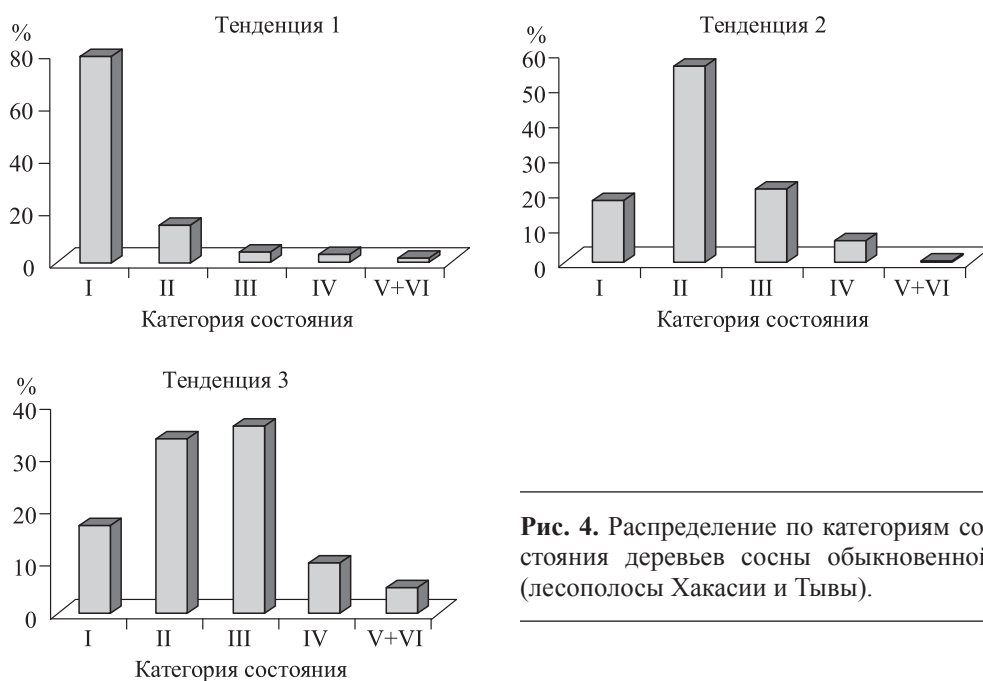 Тенденция 1
%
80
60
40
20
0
I II III IV V+VI
Категория состояния
Тенденция 2
%
60
50
40
30
20
10
0
I II III IV V+VI
Категория состояния
Тенденция 3
%
40
30
20
10
0
I II III IV V+VI
Категория состояния
Рис. 4. Распределение по категориям со-
стояния деревьев сосны обыкновенной
(лесополосы Хакасии и Тывы).